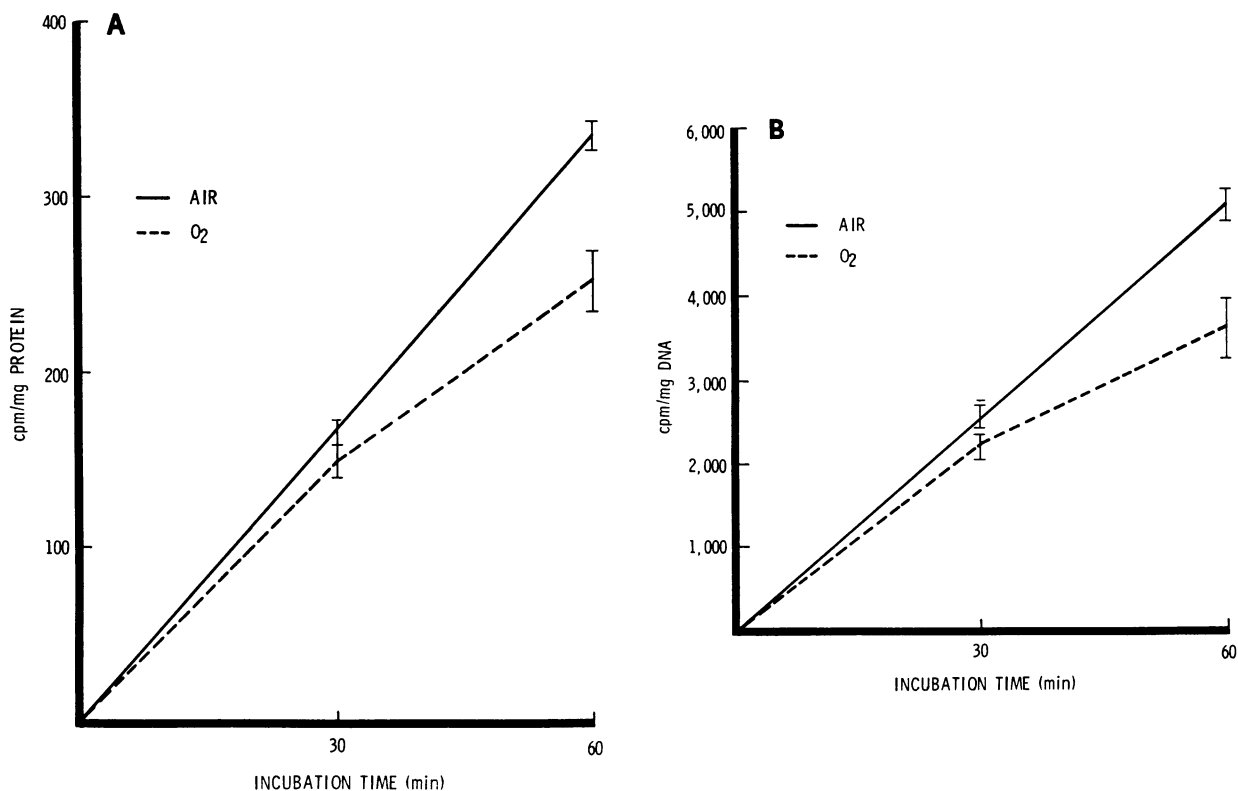 A
400
300
200
100
cpm/mg PROTEIN
AIR
O2
30
60
INCUBATION TIME (min)
B
6,000
5,000
4,000
3,000
2,000
1,000
cpm/mg DNA
AIR
O2
30
60
INCUBATION TIME (min)